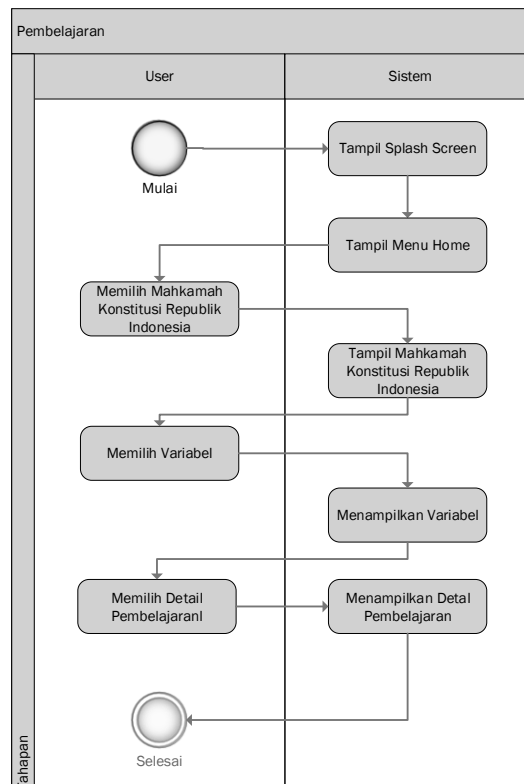 Pembelajaran
User
Sistem
Mulai
Tampil Splash Screen
Tampil Menu Home
Memilih Mahkamah
Konstitusi Republik
Indonesia
Tampil Mahkamah
Konstitusi Republik
Indonesia
Memilih Variabel
Menampilkan Variabel
Memilih Detail
Pembelajaranl
Menampilkan Detal
Pembelajaran
Selesai
ahapan